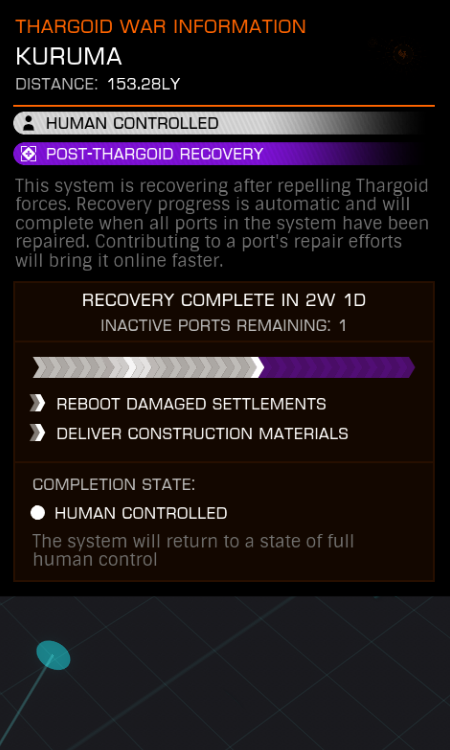 THARGOID WAR INFORMATION
KURUMA
DISTANCE: 153.28LY
HUMAN CONTROLLED
POST-THARGOID RECOVERY
This system is recovering after repelling Thargoid
forces. Recovery progress is automatic and will
complete when all ports in the system have been
repaired. Contributing to a port's repair efforts
will bring it online faster.
RECOVERY COMPLETE IN 2W 1D
INACTIVE PORTS REMAINING: 1
REBOOT DAMAGED SETTLEMENTS
DELIVER CONSTRUCTION MATERIALS
COMPLETION STATE:
HUMAN CONTROLLED
The system will return to a state of full
human control